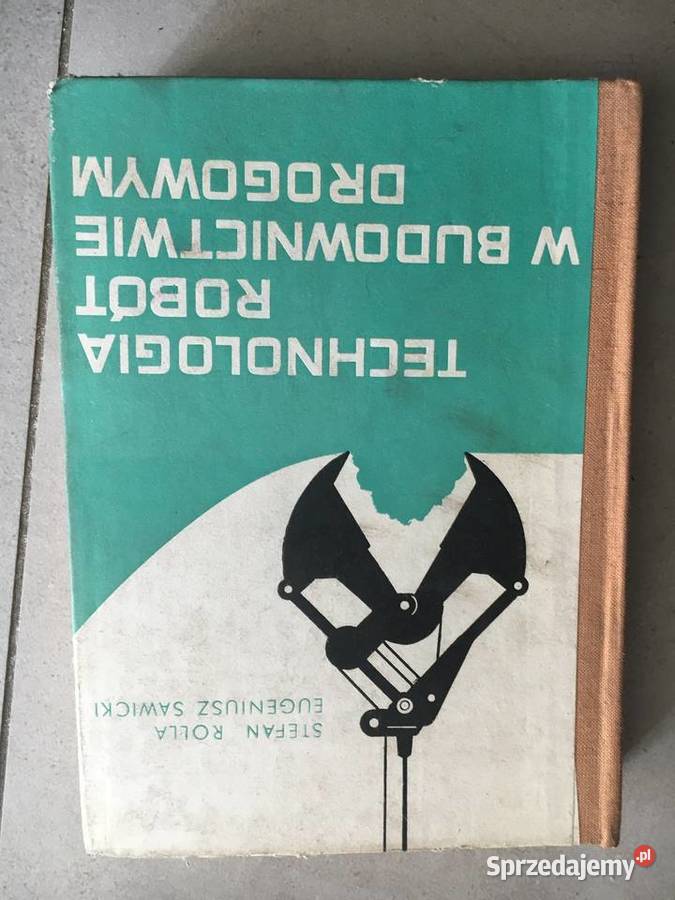 STEFAN ROLLA
EUGENIUSZ SAWICKI
TECHNOLOGIA
ROBÓT
W BUDOWNICTWIE
DROGOWYM
Sprzedajemy.pl